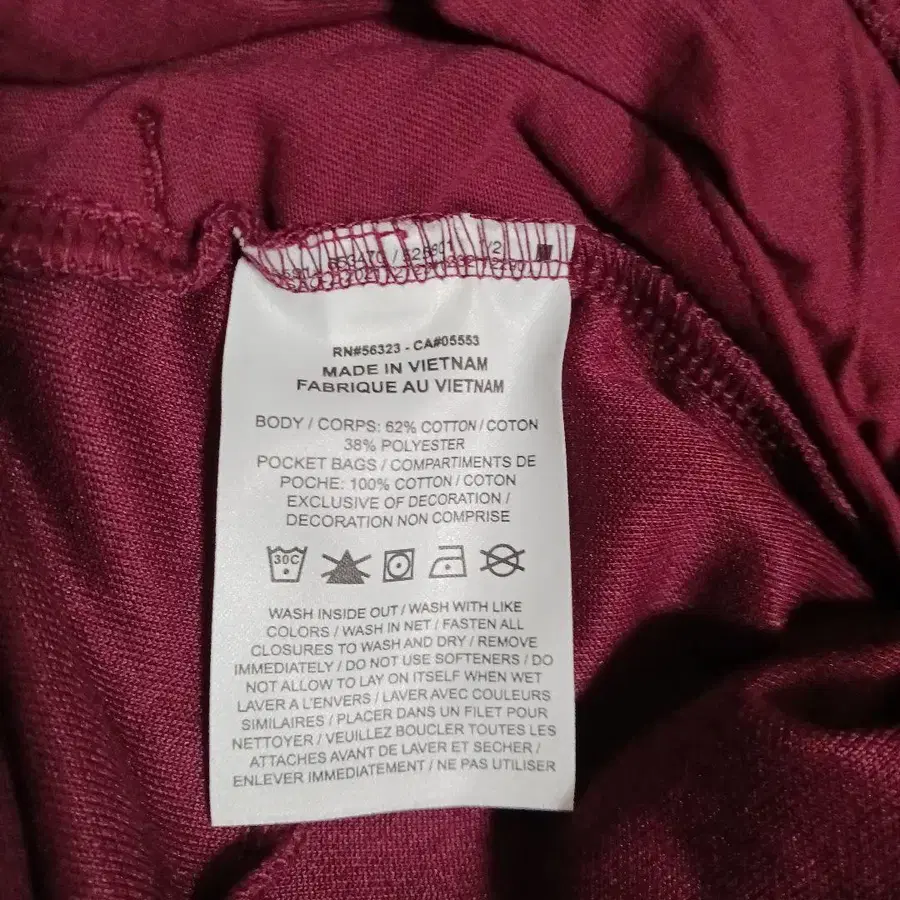 RN#56323 - CA#05553
MADE IN VIETNAM
FABRIQUE AU VIETNAM
BODY / CORPS: 62% COTTON / COTON
38% POLYESTER
POCKET BAGS / COMPARTIMENTS DE
POCHE: 100% COTTON / COTON
EXCLUSIVE OF DECORATION /
DECORATION NON COMPRISE
30C
WASH INSIDE OUT / WASH WITH LIKE
COLORS / WASH IN NET / FASTEN ALL
CLOSURES TO WASH AND DRY / REMOVE
IMMEDIATELY / DO NOT USE SOFTENERS / DO
NOT ALLOW TO LAY ON ITSELF WHEN WET
LAVER A L'ENVERS / LAVER AVEC COULEURS
SIMILAIRES / PLACER DANS UN FILET POUR
NETTOYER / VEUILLEZ BOUCLER TOUTES LES
ATTACHES AVANT DE LAVER ET SECHER /
ENLEVER IMMEDIATEMENT / NE PAS UTILISER